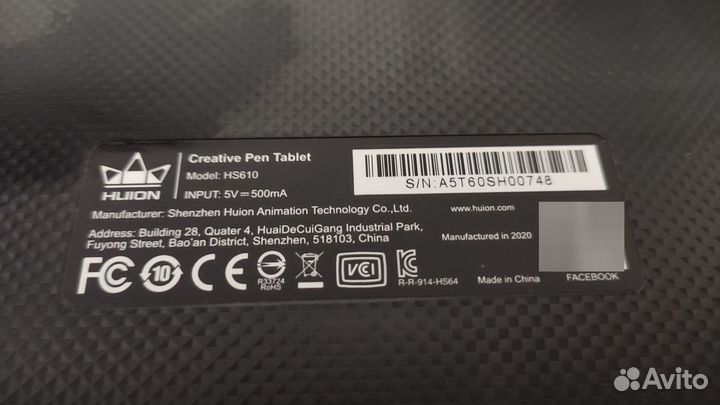 HUION
Creative Pen Tablet
Model: HS610
INPUT: 5V⎓500mA
S/N:A5T60SH00748
Manufacturer: Shenzhen Huion Animation Technology Co.,Ltd.
www.huion.com
Address: Building 28, Quater 4, HuaiDeCuiGang Industrial Park,
Fuyong Street, Bao'an District, Shenzhen, 518103, China
Manufactured in 2020
FC
10
R33724
RoHS
VCI
R-R-914-HS64
Made in China
FACEBOOK
Avito